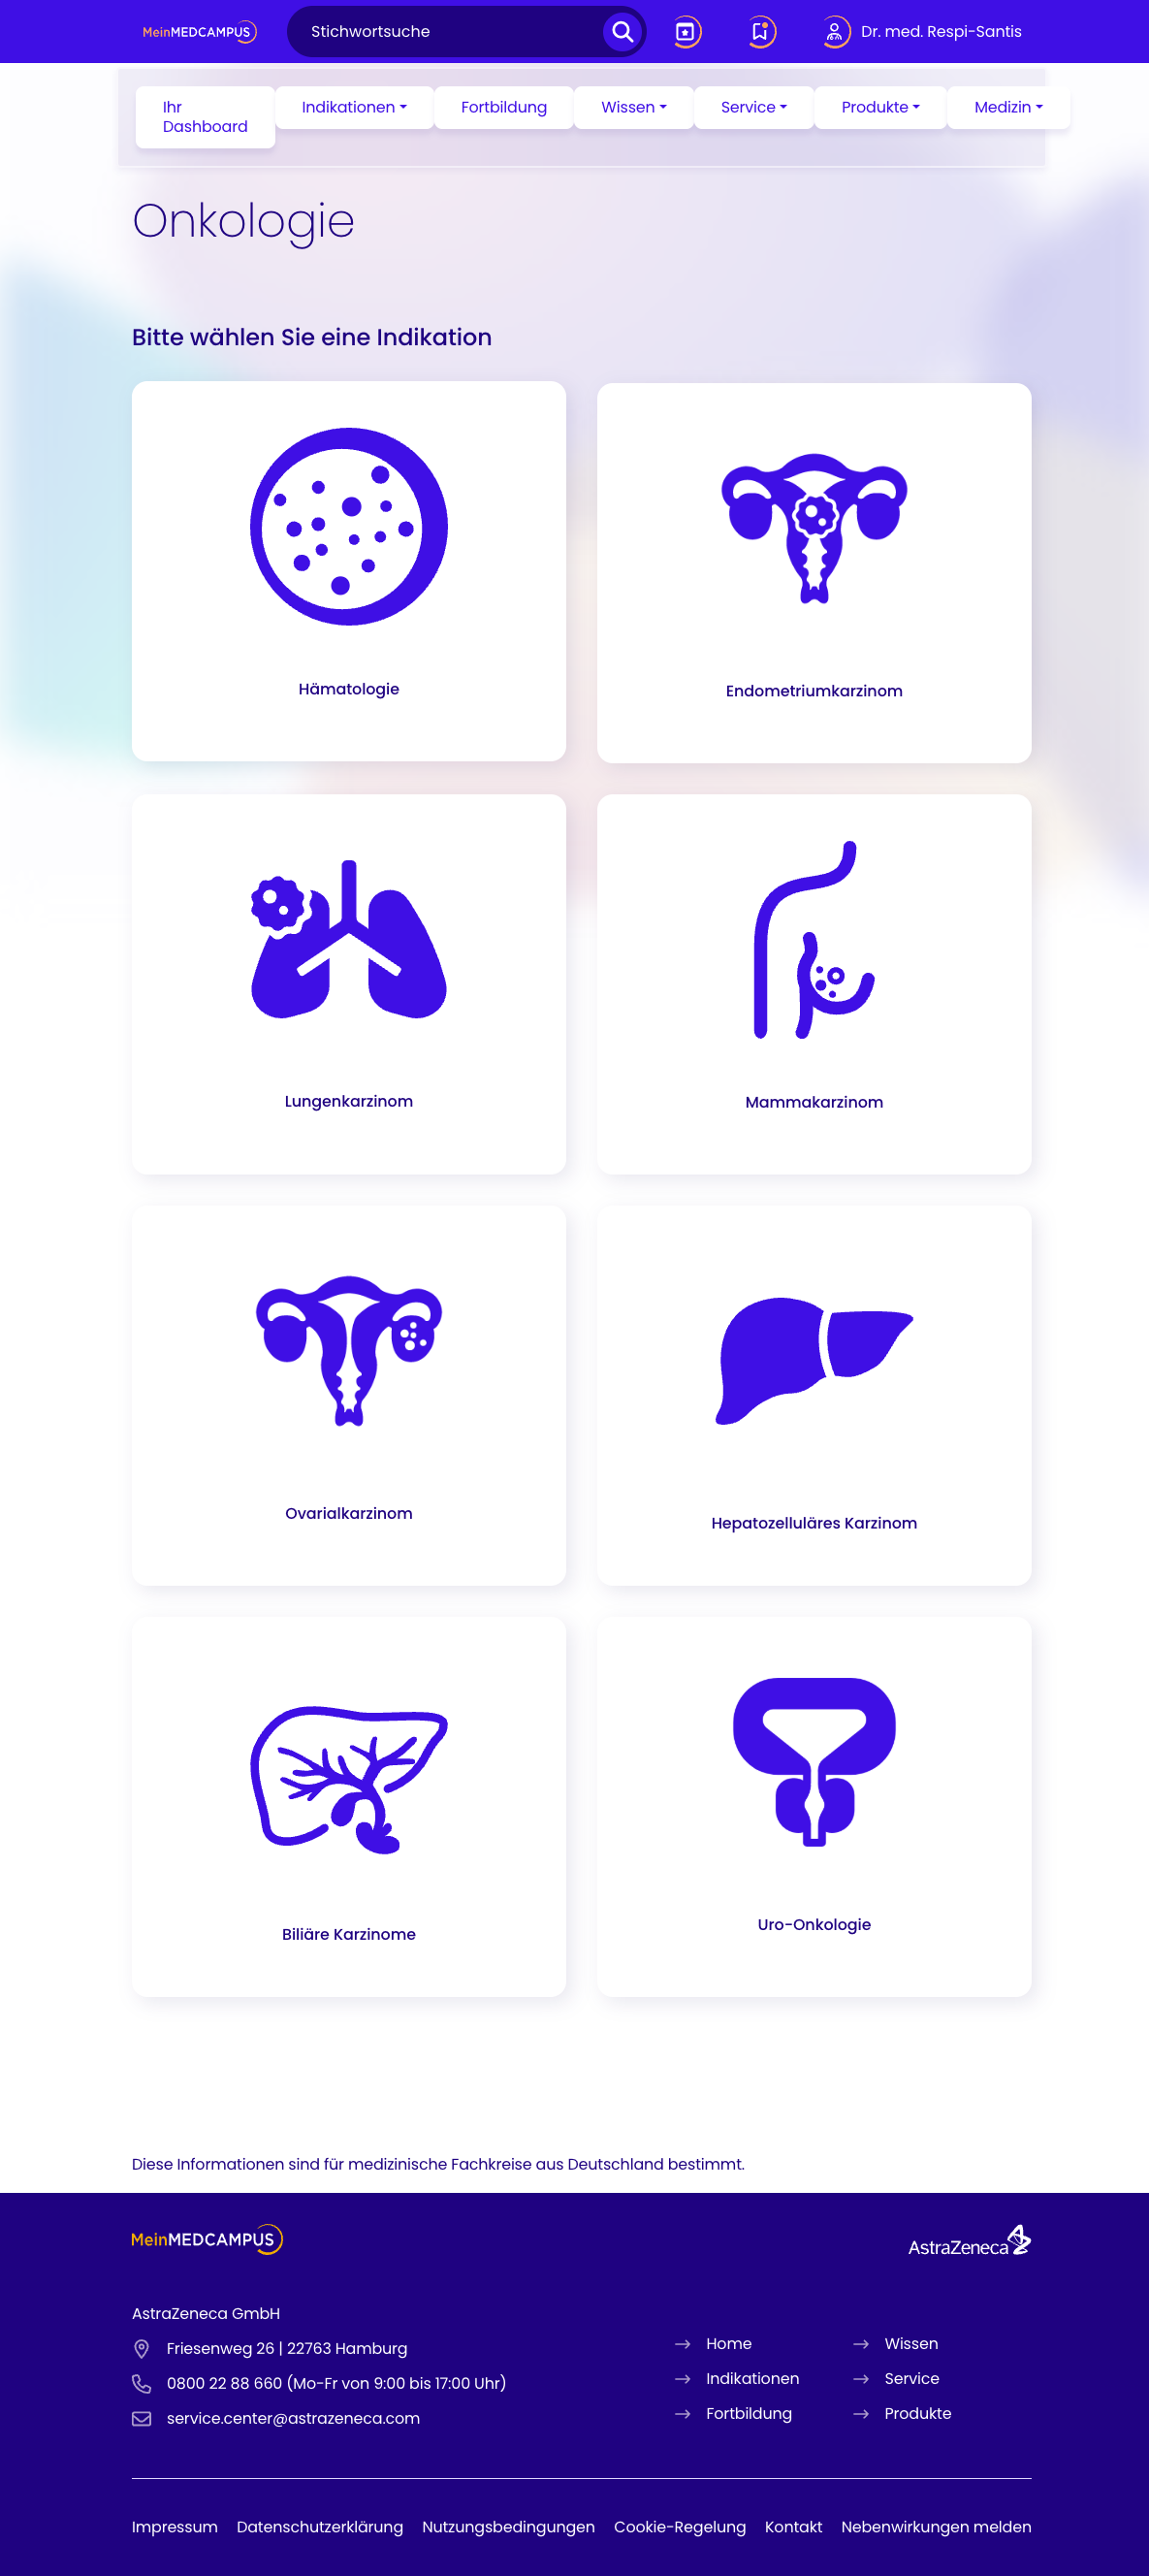 MeinMEDCAMPUS
Stichwortsuche
Dr. med. Respi-Santis
Ihr
Dashboard
Indikationen
Fortbildung
Wissen
Service
Produkte
Medizin
Onkologie
Bitte wählen Sie eine Indikation
Hämatologie
Endometriumkarzinom
Lungenkarzinom
Mammakarzinom
Ovarialkarzinom
Hepatozelluläres Karzinom
Biliäre Karzinome
Uro-Onkologie
Diese Informationen sind für medizinische Fachkreise aus Deutschland bestimmt.
MeinMEDCAMPUS
AstraZeneca
AstraZeneca GmbH
Friesenweg 26 | 22763 Hamburg
0800 22 88 660 (Mo-Fr von 9:00 bis 17:00 Uhr)
service.center@astrazeneca.com
Home
Indikationen
Fortbildung
Wissen
Service
Produkte
Impressum Datenschutzerklärung Nutzungsbedingungen Cookie-Regelung Kontakt Nebenwirkungen melden